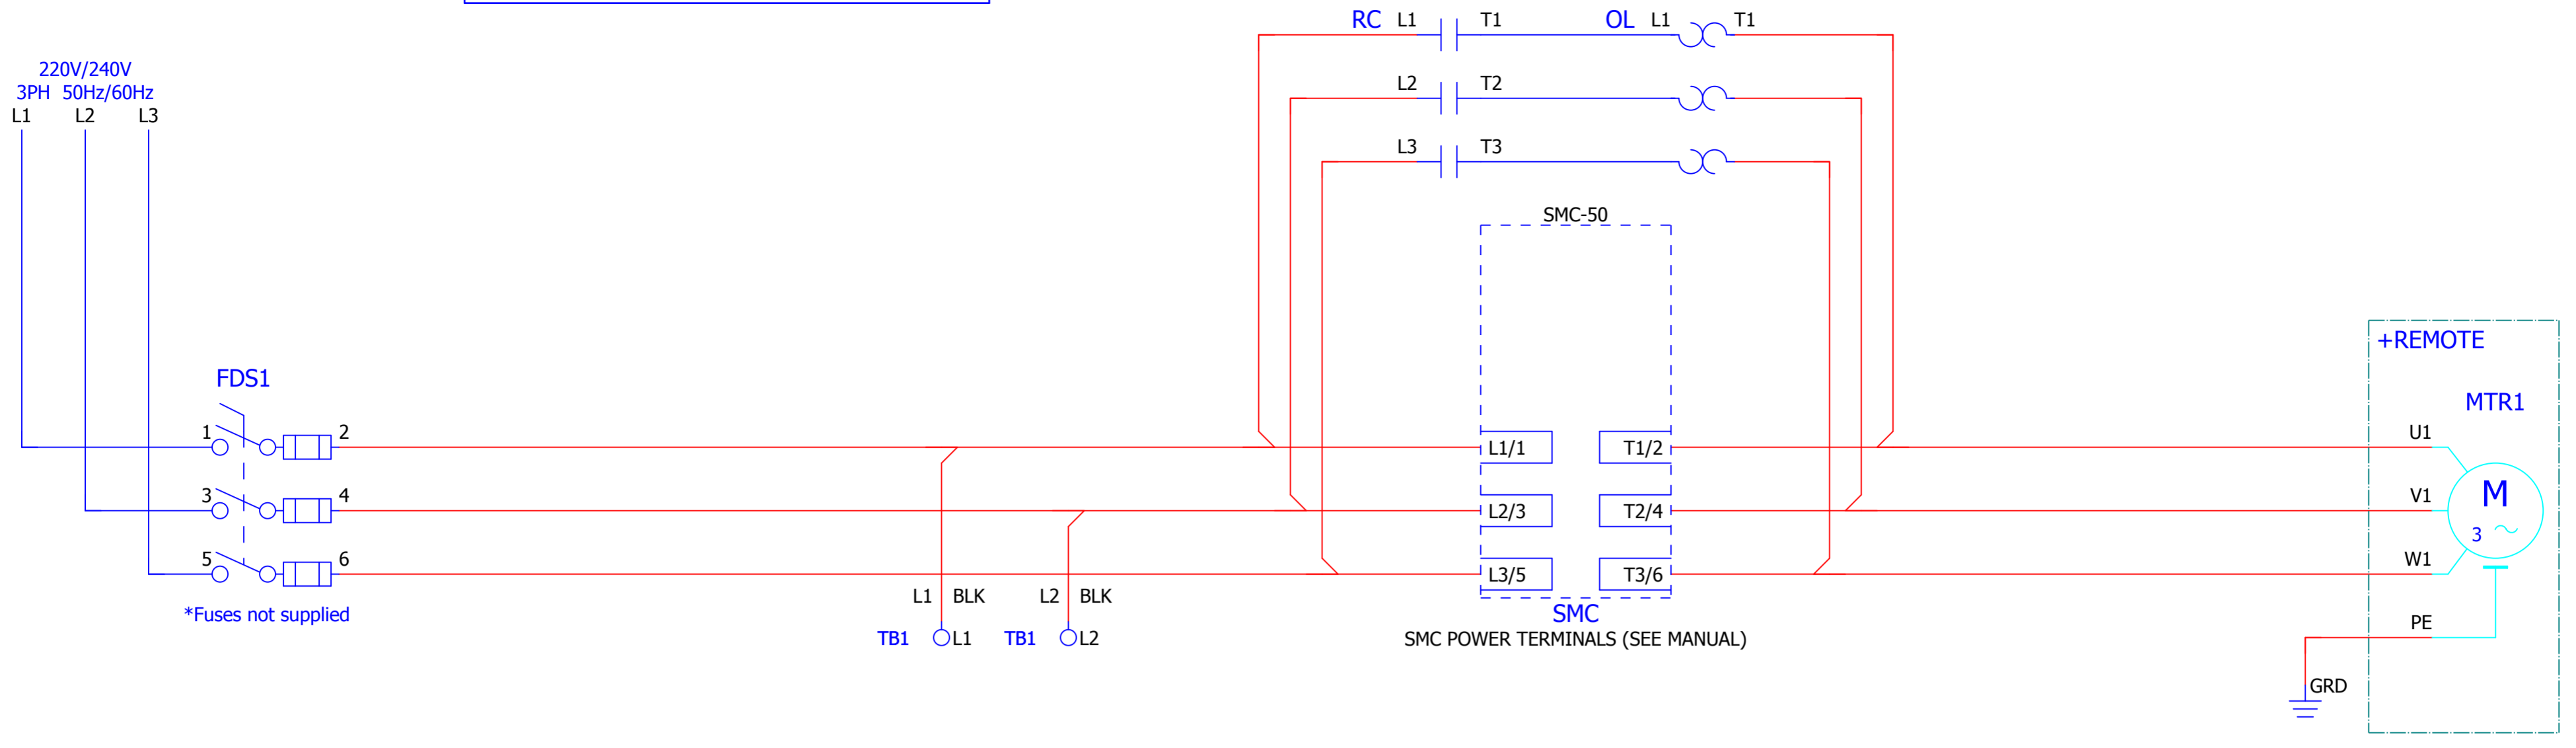 RC L1 T1 OL L1 T1
220V/240V
3PH 50Hz/60Hz
L1 L2 L3
L2 T2
L3 T3
SMC-50
+REMOTE
FDS1
MTR1
1 2
L1/1 T1/2
U1
3 4
L2/3 T2/4
V1
M
3
5 6
L3/5 T3/6
W1
*Fuses not supplied
L1 BLK L2 BLK
SMC
PE
TB1 L1 TB1 L2
SMC POWER TERMINALS (SEE MANUAL)
GRD